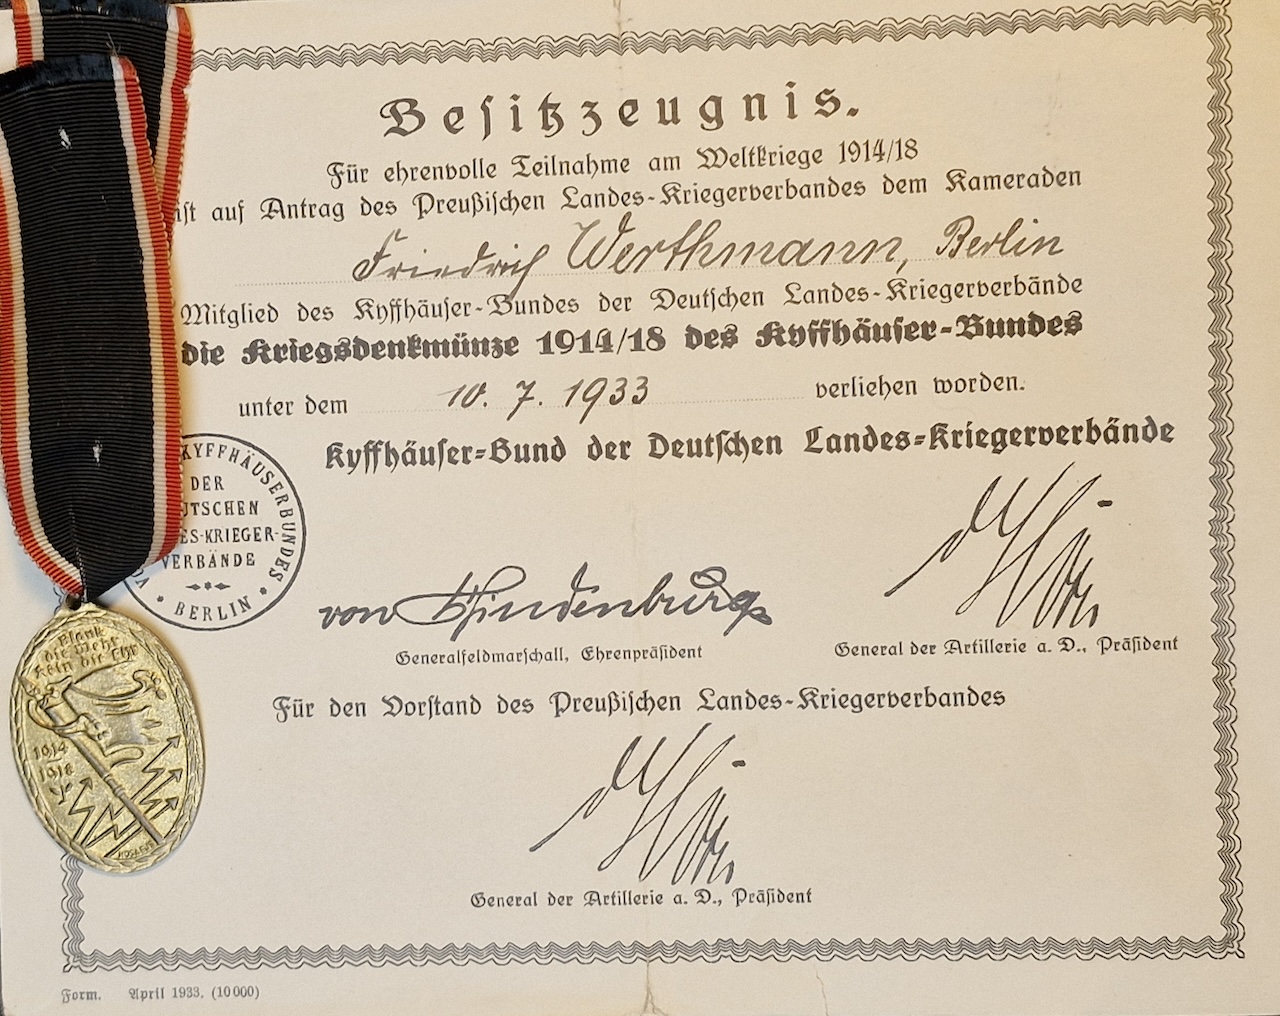 Besitzzeugnis.
Für ehrenvolle Teilnahme am Weltkriege 1914/18
ist auf Antrag des Preußischen Landes-Kriegerverbandes dem Kameraden
Friedrich Werthmann, Berlin
Mitglied des Kyffhäuser-Bundes der Deutschen Landes-Kriegerverbände
die Kriegsdenkmünze 1914/18 des Kyffhäuser-Bundes
unter dem 10. 7. 1933 verliehen worden.
Kyffhäuser-Bund der Deutschen Landes-Kriegerverbände
KYFFHÄUSERBUNDES
DER
VERBÄNDE
BERLIN
von Hindenburg
Generalfeldmarschall, Ehrenpräsident
General der Artillerie a. D., Präsident
Für den Vorstand des Preußischen Landes-Kriegerverbandes
General der Artillerie a. D., Präsident
Form. April 1933. (10000)
Blank
die Wehr
Rein die Ehr
1914
1918
HOSAEUS